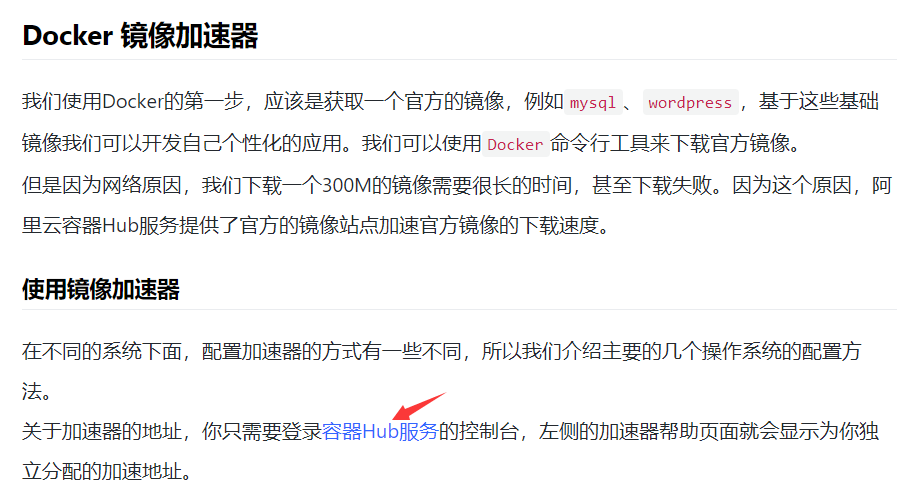 Docker 镜像加速器
我们使用Docker的第一步，应该是获取一个官方的镜像，例如mysql、wordpress，基于这些基础
镜像我们可以开发自己个性化的应用。我们可以使用Docker命令行工具来下载官方镜像。
但是因为网络原因，我们下载一个300M的镜像需要很长的时间，甚至下载失败。因为这个原因，阿
里云容器Hub服务提供了官方的镜像站点加速官方镜像的下载速度。
使用镜像加速器
在不同的系统下面，配置加速器的方式有一些不同，所以我们介绍主要的几个操作系统的配置方
法。
关于加速器的地址，你只需要登录容器Hub服务的控制台，左侧的加速器帮助页面就会显示为你独
立分配的加速地址。